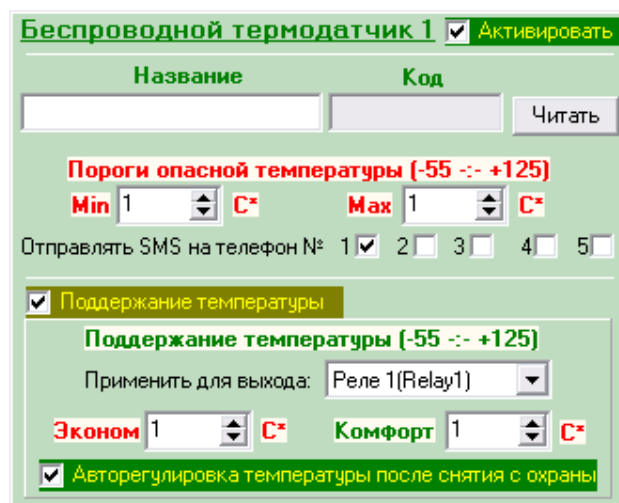 Беспроводной термодатчик 1 Активировать
Название Код
Читать
Пороги опасной температуры (-55 -:- +125)
Min 1 C* Max 1 C*
Отправлять SMS на телефон № 1 2 3 4 5
Поддержание температуры
Поддержание температуры (-55 -:- +125)
Применить для выхода: Реле 1(Relay1)
Эконом 1 C* Комфорт 1 C*
Авторегулировка температуры после снятия с охраны